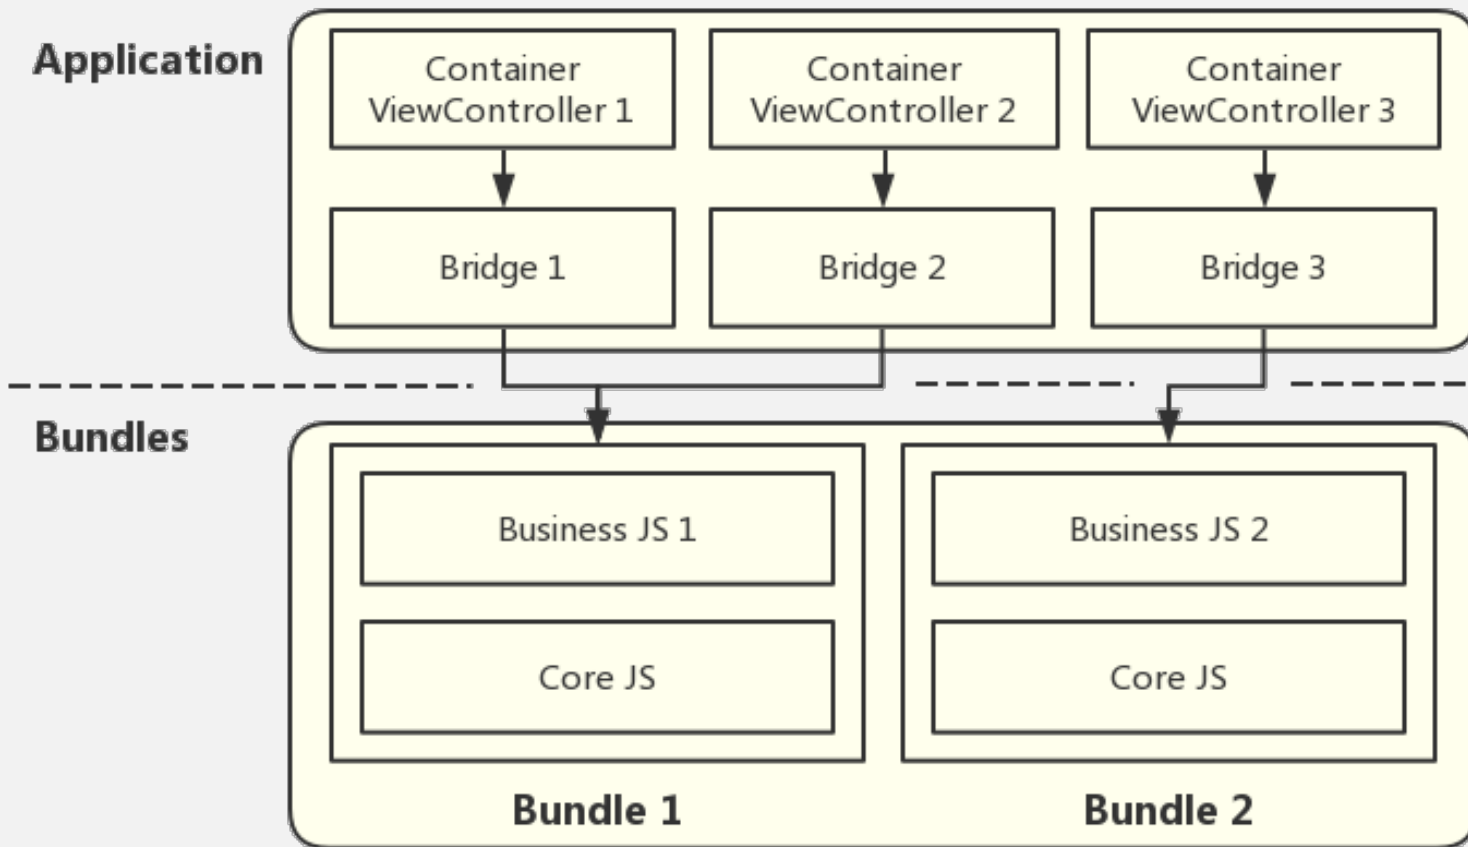 Application
Container
ViewController 1
Container
ViewController 2
Container
ViewController 3
Bridge 1
Bridge 2
Bridge 3
Bundles
Business JS 1
Business JS 2
Core JS
Core JS
Bundle 1
Bundle 2